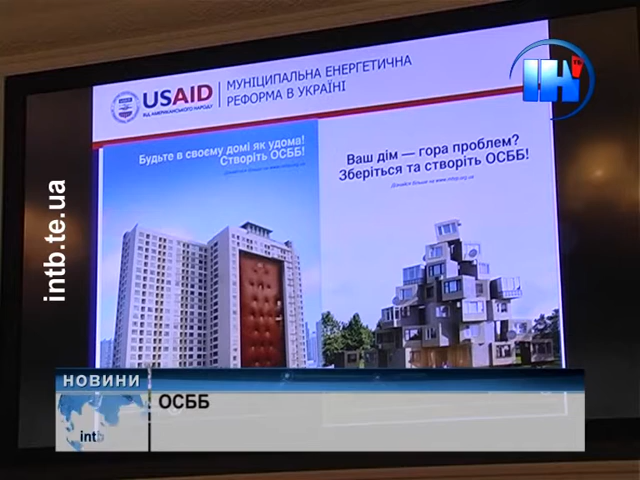 USAID
ВІД АМЕРИКАНСЬКОГО НАРОДУ
МУНІЦИПАЛЬНА ЕНЕРГЕТИЧНА
РЕФОРМА В УКРАЇНІ
Будьте в своєму домі як удома!
Створіть ОСББ!
Ваш дім — гора проблем?
Зберіться та створіть ОСББ!
intb.te.ua
НОВИНИ
ОСББ
intb